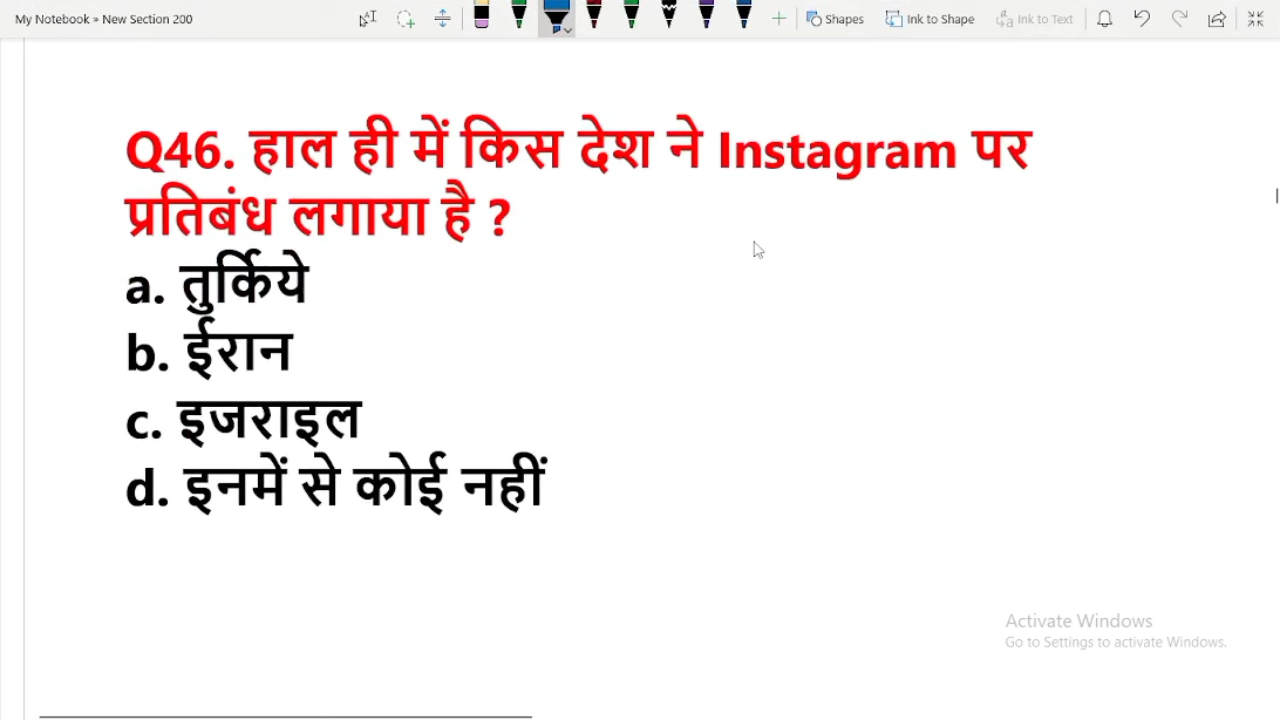 My Notebook » New Section 200
Shapes
Ink to Shape
Ink to Text
Q46. हाल ही में किस देश ने Instagram पर
प्रतिबंध लगाया है ?
a. तुर्किये
b. ईरान
c. इजराइल
d. इनमें से कोई नहीं
Activate Windows
Go to Settings to activate Windows.